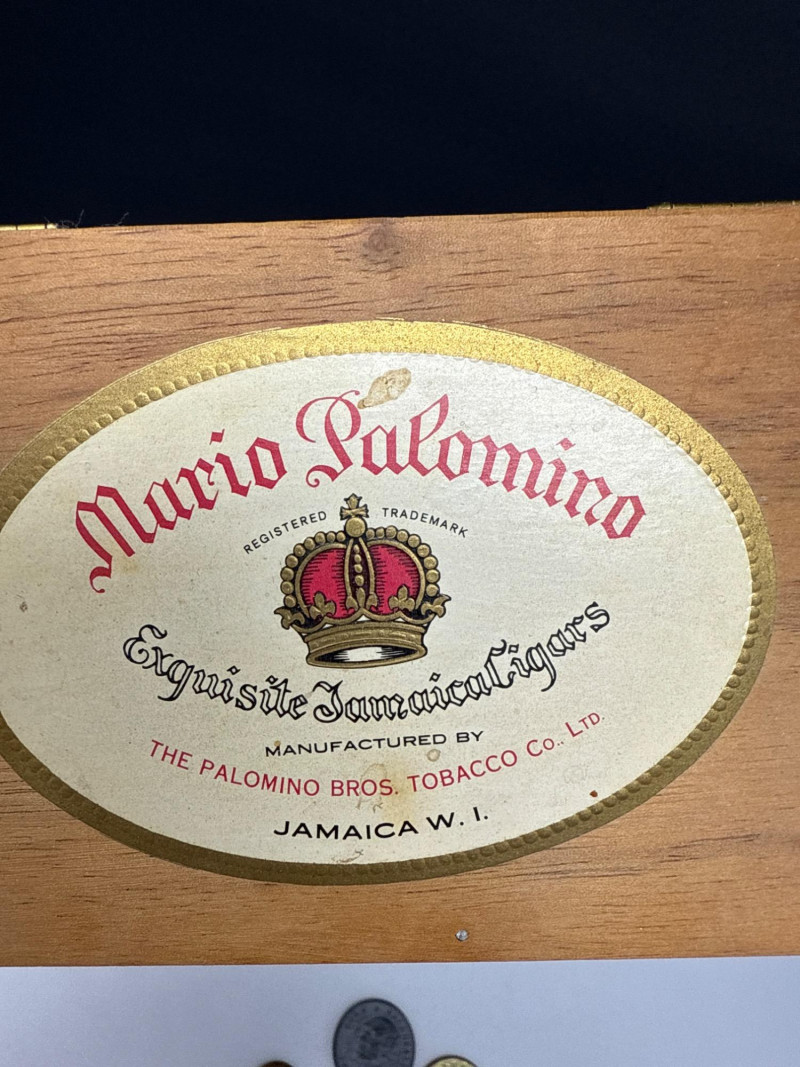 Mario Palomino
REGISTERED TRADEMARK
Exquisite Jamaica Cigars
MANUFACTURED BY
THE PALOMINO BROS. TOBACCO Co., LTD.
JAMAICA W. I.